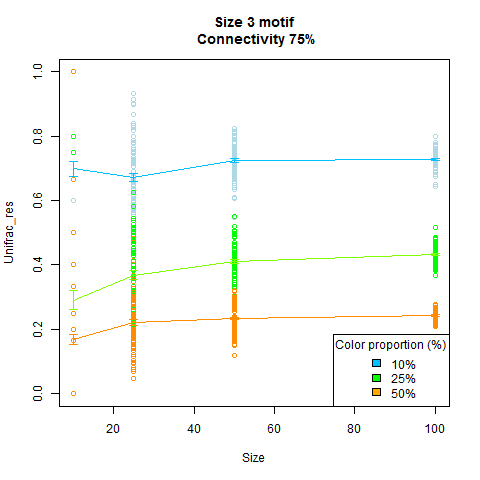 Size 3 motif
Connectivity 75%
Unifrac_res
1.0
0.8
0.6
0.4
0.2
0.0
20
40
60
80
100
Size
Color proportion (%)
10%
25%
50%